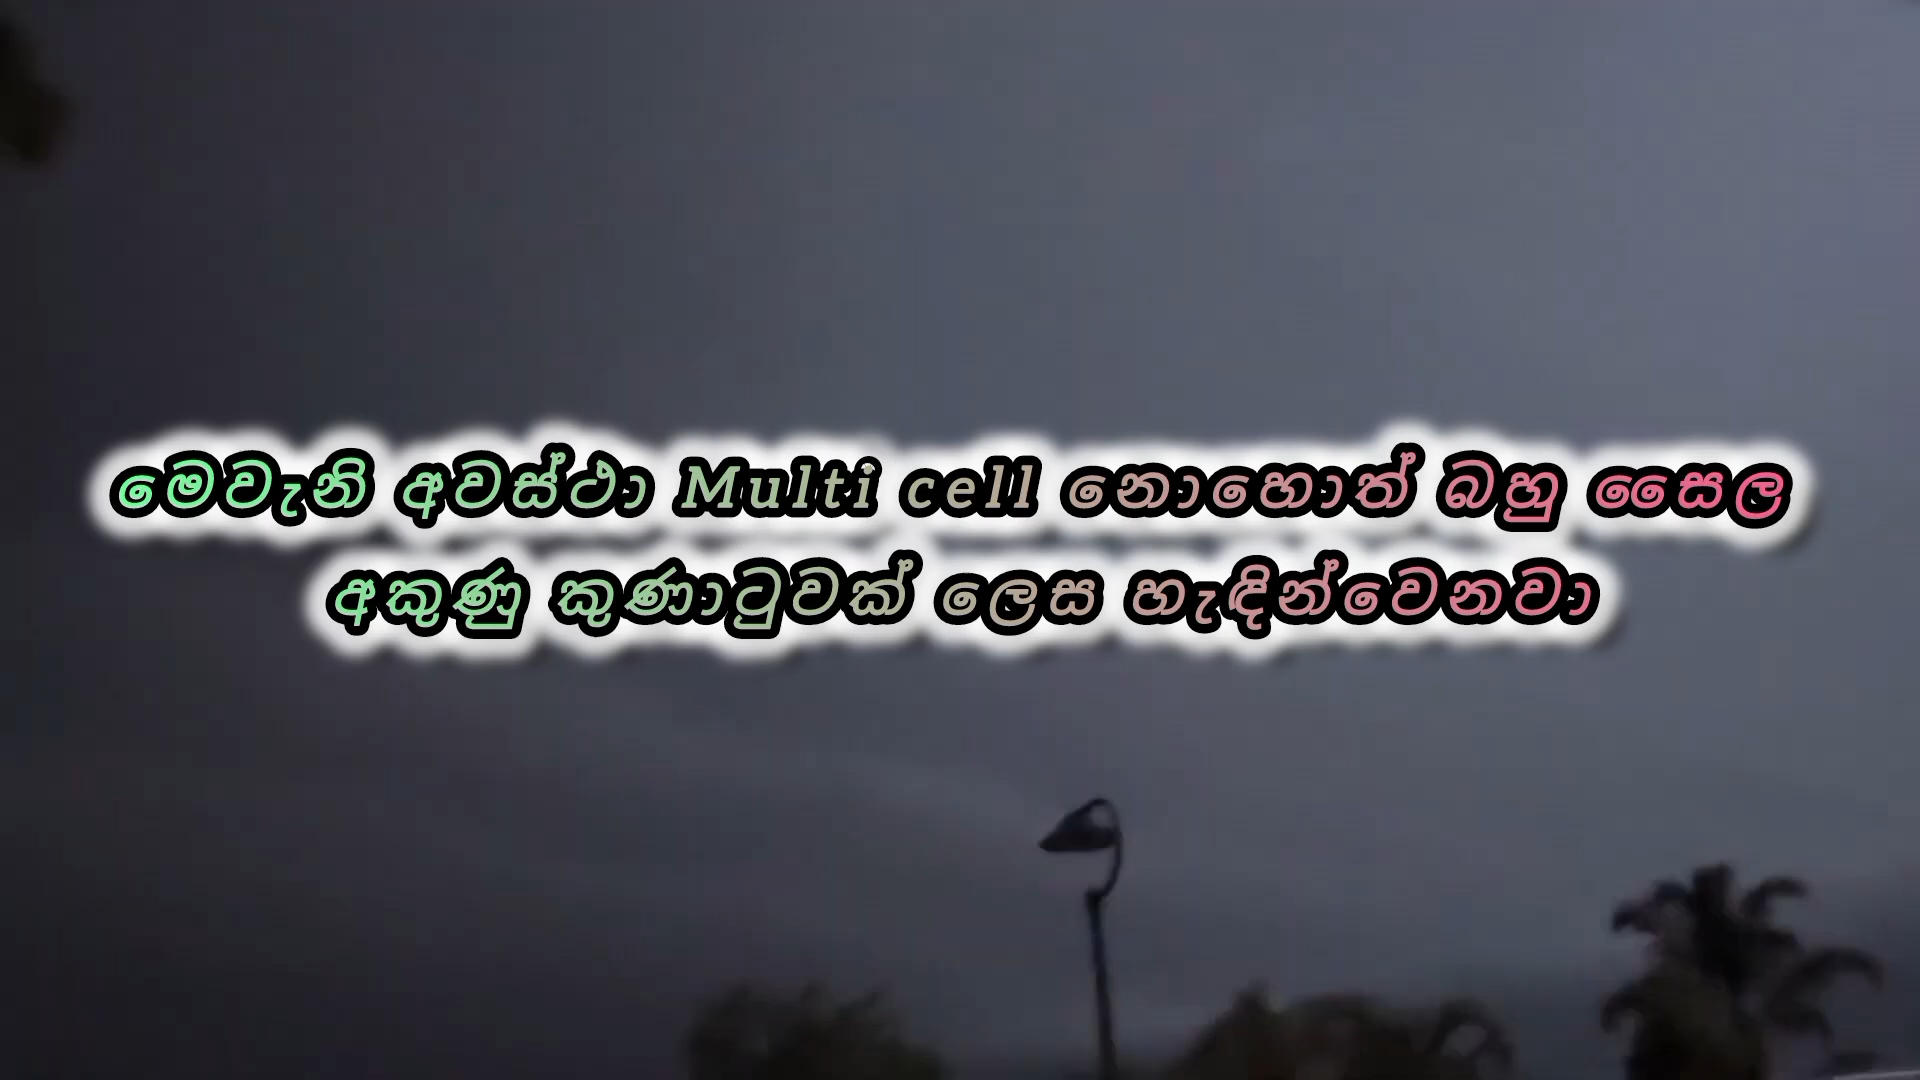 මෙවැනි අවස්ථා Multi cell නොහොත් බහු සෛල
අකුණු කුණාටුවක් ලෙස හැඳින්වෙනවා